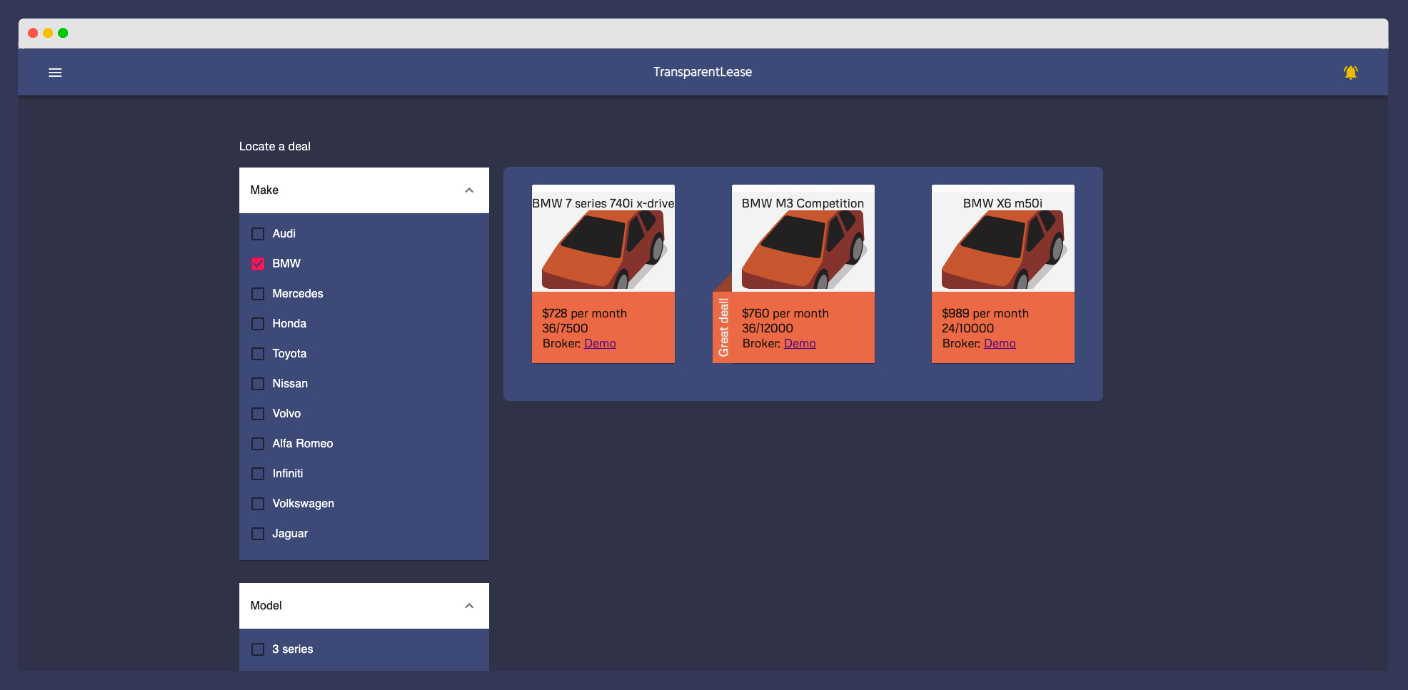 TransparentLease
Locate a deal
Make
Audi
BMW
Mercedes
Honda
Toyota
Nissan
Volvo
Alfa Romeo
Infiniti
Volkswagen
Jaguar
Model
3 series
BMW 7 series 740i x-drive
$728 per month
36/7500
Broker: Demo
BMW M3 Competition
Great deal!
$760 per month
36/12000
Broker: Demo
BMW X6 m50i
$989 per month
24/10000
Broker: Demo